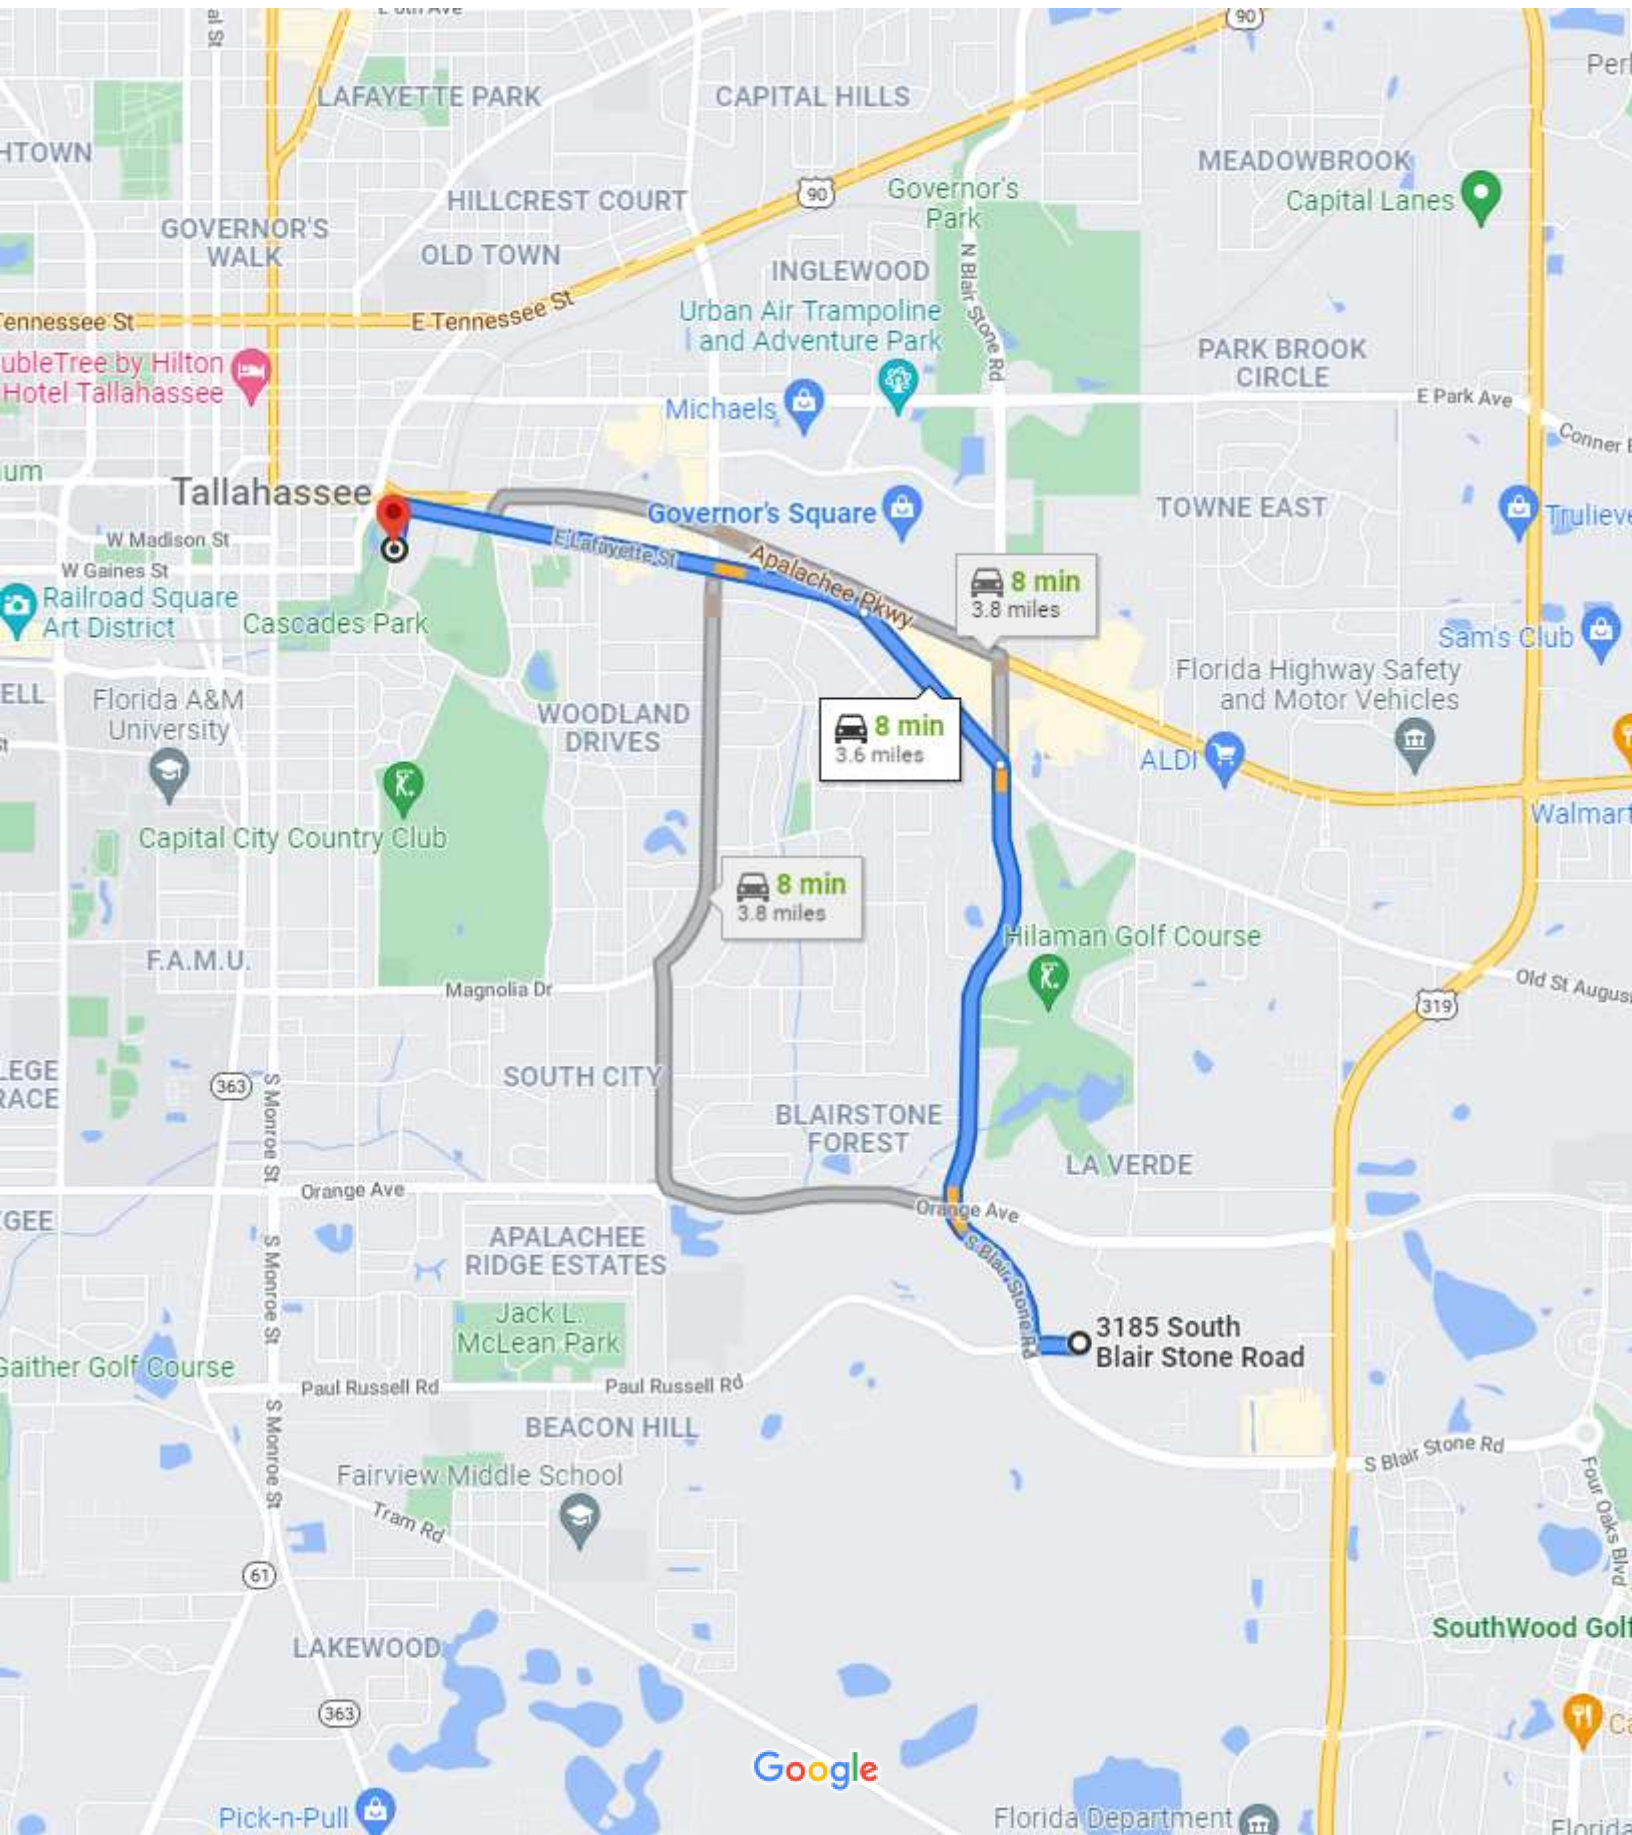 90
LAFAYETTE PARK
CAPITAL HILLS
HTOWN
MEADOWBROOK
Capital Lanes
HILLCREST COURT
90
Governor's
Park
GOVERNOR'S
WALK
OLD TOWN
INGLEWOOD
N Blair Stone Rd
Tennessee St
E Tennessee St
Urban Air Trampoline
and Adventure Park
PARK BROOK
CIRCLE
ubleTree by Hilton
Hotel Tallahassee
Michaels
E Park Ave
Conner
um
Tallahassee
Governor's Square
TOWNE EAST
Trulieve
W Madison St
E Lafayette St
Apalachee Pkwy
W Gaines St
8 min
3.8 miles
Railroad Square
Art District
Cascades Park
Sam's Club
Florida Highway Safety
and Motor Vehicles
ELL
Florida A&M
University
WOODLAND
DRIVES
8 min
3.6 miles
ALDI
Walmart
Capital City Country Club
8 min
3.8 miles
Hilaman Golf Course
F.A.M.U.
Magnolia Dr
Old St Augus
319
LEGE
RACE
363
S Monroe St
SOUTH CITY
BLAIRSTONE
FOREST
LA VERDE
Orange Ave
Orange Ave
EGEE
S Monroe St
APALACHEE
RIDGE ESTATES
S Blair Stone Rd
Jack L.
McLean Park
3185 South
Blair Stone Road
Gaither Golf Course
Paul Russell Rd
Paul Russell Rd
S Monroe St
BEACON HILL
S Blair Stone Rd
Four Oaks Blvd
Fairview Middle School
Tram Rd
61
SouthWood Golf
LAKEWOOD
363
Ca
Google
Pick-n-Pull
Florida Department
Florida